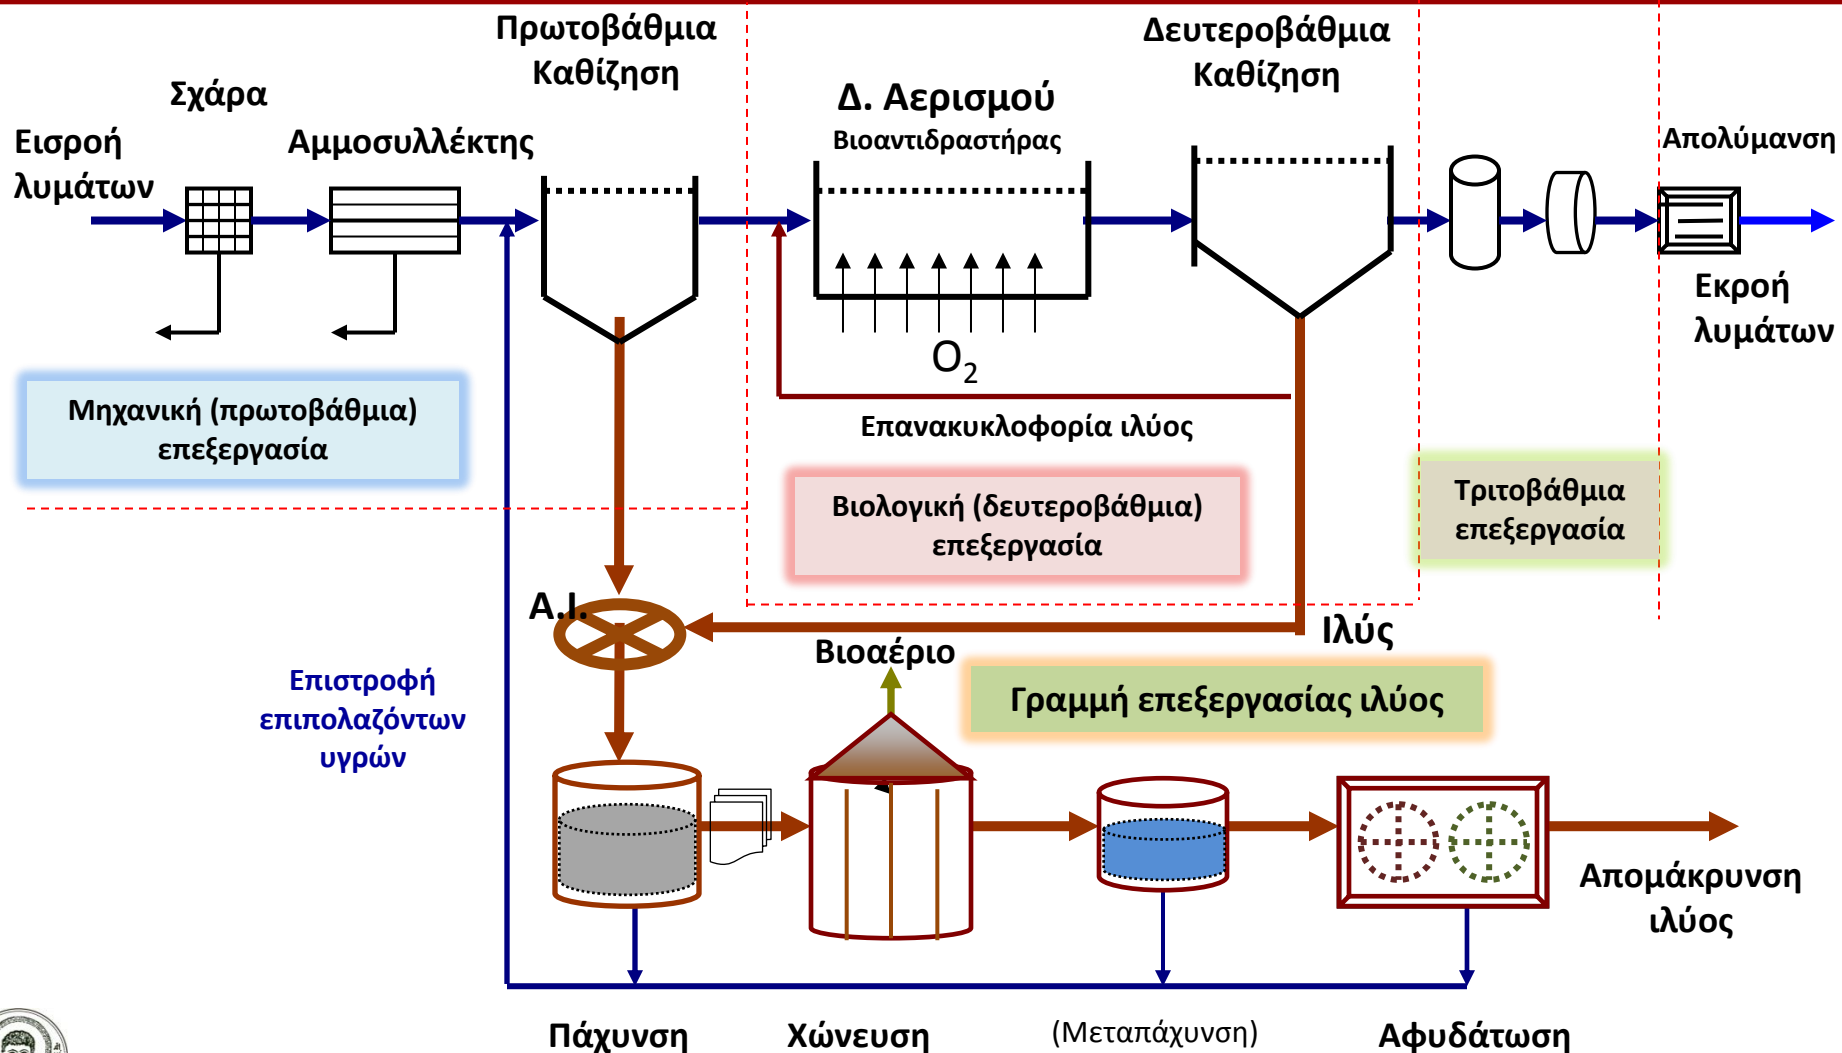 Πρωτοβάθμια
Καθίζηση
Δευτεροβάθμια
Καθίζηση
Σχάρα
Δ. Αερισμού
Βιοαντιδραστήρας
Εισροή
λυμάτων
Αμμοσυλλέκτης
Απολύμανση
Εκροή
λυμάτων
O2
Μηχανική (πρωτοβάθμια)
επεξεργασία
Επανακυκλοφορία ιλύος
Βιολογική (δευτεροβάθμια)
επεξεργασία
Τριτοβάθμια
επεξεργασία
Α.Ι.
Ιλύς
Βιοαέριο
Επιστροφή
επιπολαζόντων
υγρών
Γραμμή επεξεργασίας ιλύος
Απομάκρυνση
ιλύος
Πάχυνση
Χώνευση
(Μεταπάχυνση)
Αφυδάτωση